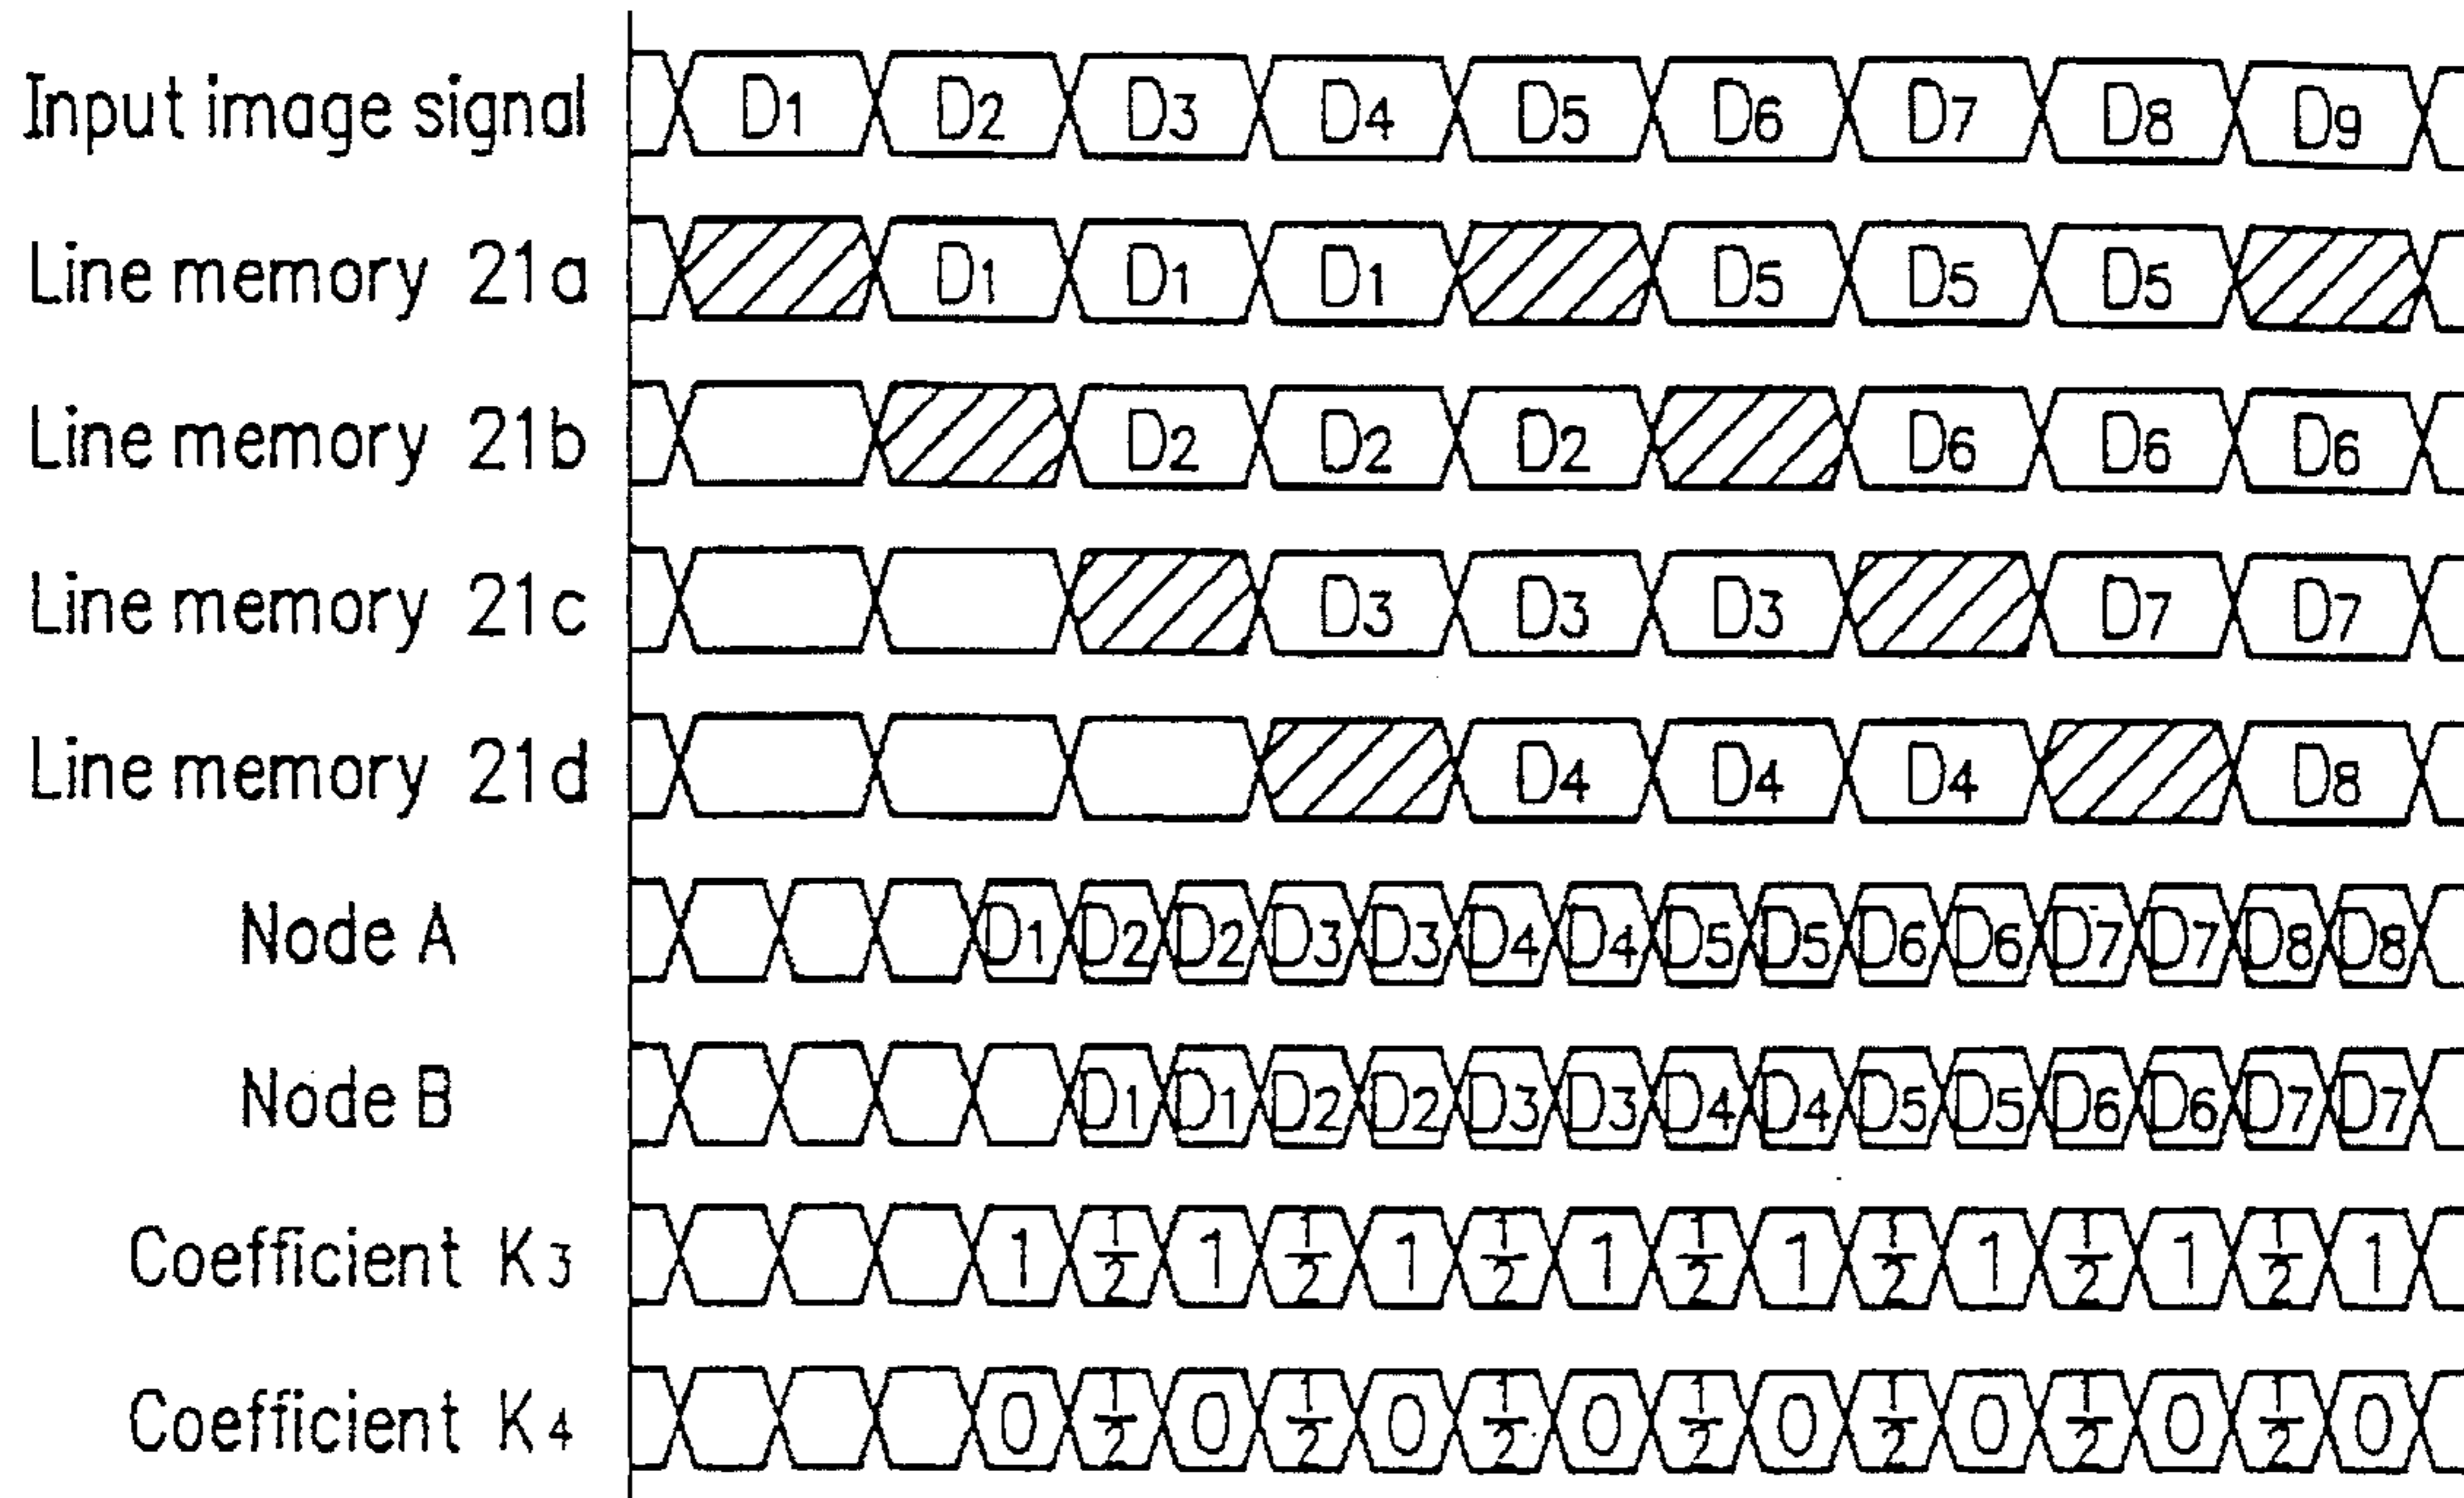 Input image signal D1 D2 D3 D4 D5 D6 D7 D8 D9
Line memory 21a D1 D1 D1 D5 D5 D5
Line memory 21b D2 D2 D2 D6 D6 D6
Line memory 21c D3 D3 D3 D7 D7
Line memory 21d D4 D4 D4 D8
Node A D1 D2 D2 D3 D3 D4 D4 D5 D5 D6 D6 D7 D7 D8 D8
Node B D1 D1 D2 D2 D3 D3 D4 D4 D5 D5 D6 D6 D7 D7
Coefficient K3 1 1/2 1 1/2 1 1/2 1 1/2 1 1/2 1 1/2 1 1/2 1
Coefficient K4 0 1/2 0 1/2 0 1/2 0 1/2 0 1/2 0 1/2 0 1/2 0